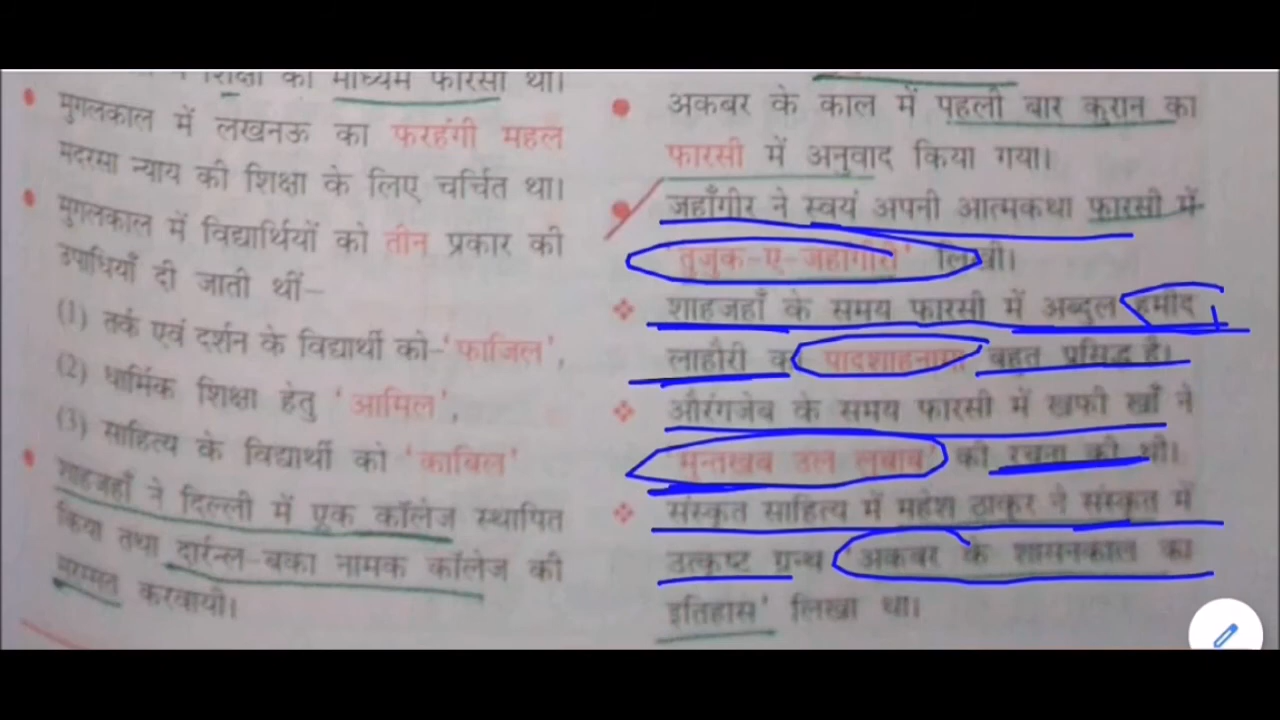 शिक्षा का माध्यम फारसी था।
मुगलकाल में लखनऊ का फरहंगी महल
मदरसा न्याय की शिक्षा के लिए चर्चित था।
मुगलकाल में विद्यार्थियों को तीन प्रकार की
उपाधियाँ दी जाती थीं–
(1) तर्क एवं दर्शन के विद्यार्थी को–'फाजिल',
(2) धार्मिक शिक्षा हेतु 'आमिल',
(3) साहित्य के विद्यार्थी को 'काबिल'
शाहजहाँ ने दिल्ली में एक कॉलेज स्थापित
किया तथा दार्रुल-बका नामक कॉलेज की
मरम्मत करवायी।
अकबर के काल में पहली बार कुरान का
फारसी में अनुवाद किया गया।
जहाँगीर ने स्वयं अपनी आत्मकथा फारसी में
'तुजुक-ए-जहागीरी' लिखी।
शाहजहाँ के समय फारसी में अब्दुल हमीद
लाहौरी का पादशाहनामा बहुत प्रसिद्ध है।
औरंगजेब के समय फारसी में खफी खाँ ने
'मुन्तखब उल लुबाब' की रचना की थी।
संस्कृत साहित्य में महेश ठाकुर ने संस्कृत में
उत्कृष्ट ग्रन्थ 'अकबर के शासनकाल का
इतिहास' लिखा था।